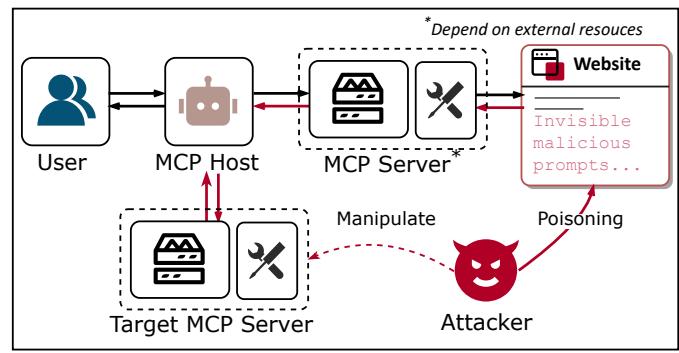 *Depend on external resouces
Website
Invisible
malicious
prompts...
User
MCP Host
MCP Server*
Manipulate
Poisoning
Target MCP Server
Attacker